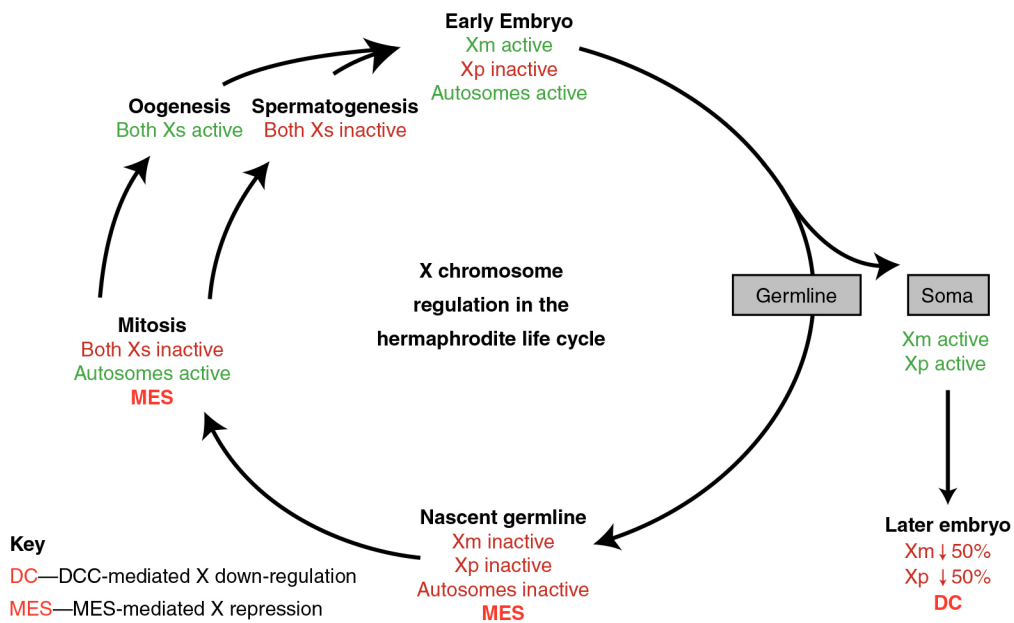 Early Embryo
Xm active
Xp inactive
Autosomes active
Oogenesis
Both Xs active
Spermatogenesis
Both Xs inactive
X chromosome
regulation in the
hermaphrodite life cycle
Germline
Soma
Xm active
Xp active
Mitosis
Both Xs inactive
Autosomes active
MES
Nascent germline
Xm inactive
Xp inactive
Autosomes inactive
MES
Later embryo
Xm ↓ 50%
Xp ↓ 50%
DC
Key
DC—DCC-mediated X down-regulation
MES—MES-mediated X repression